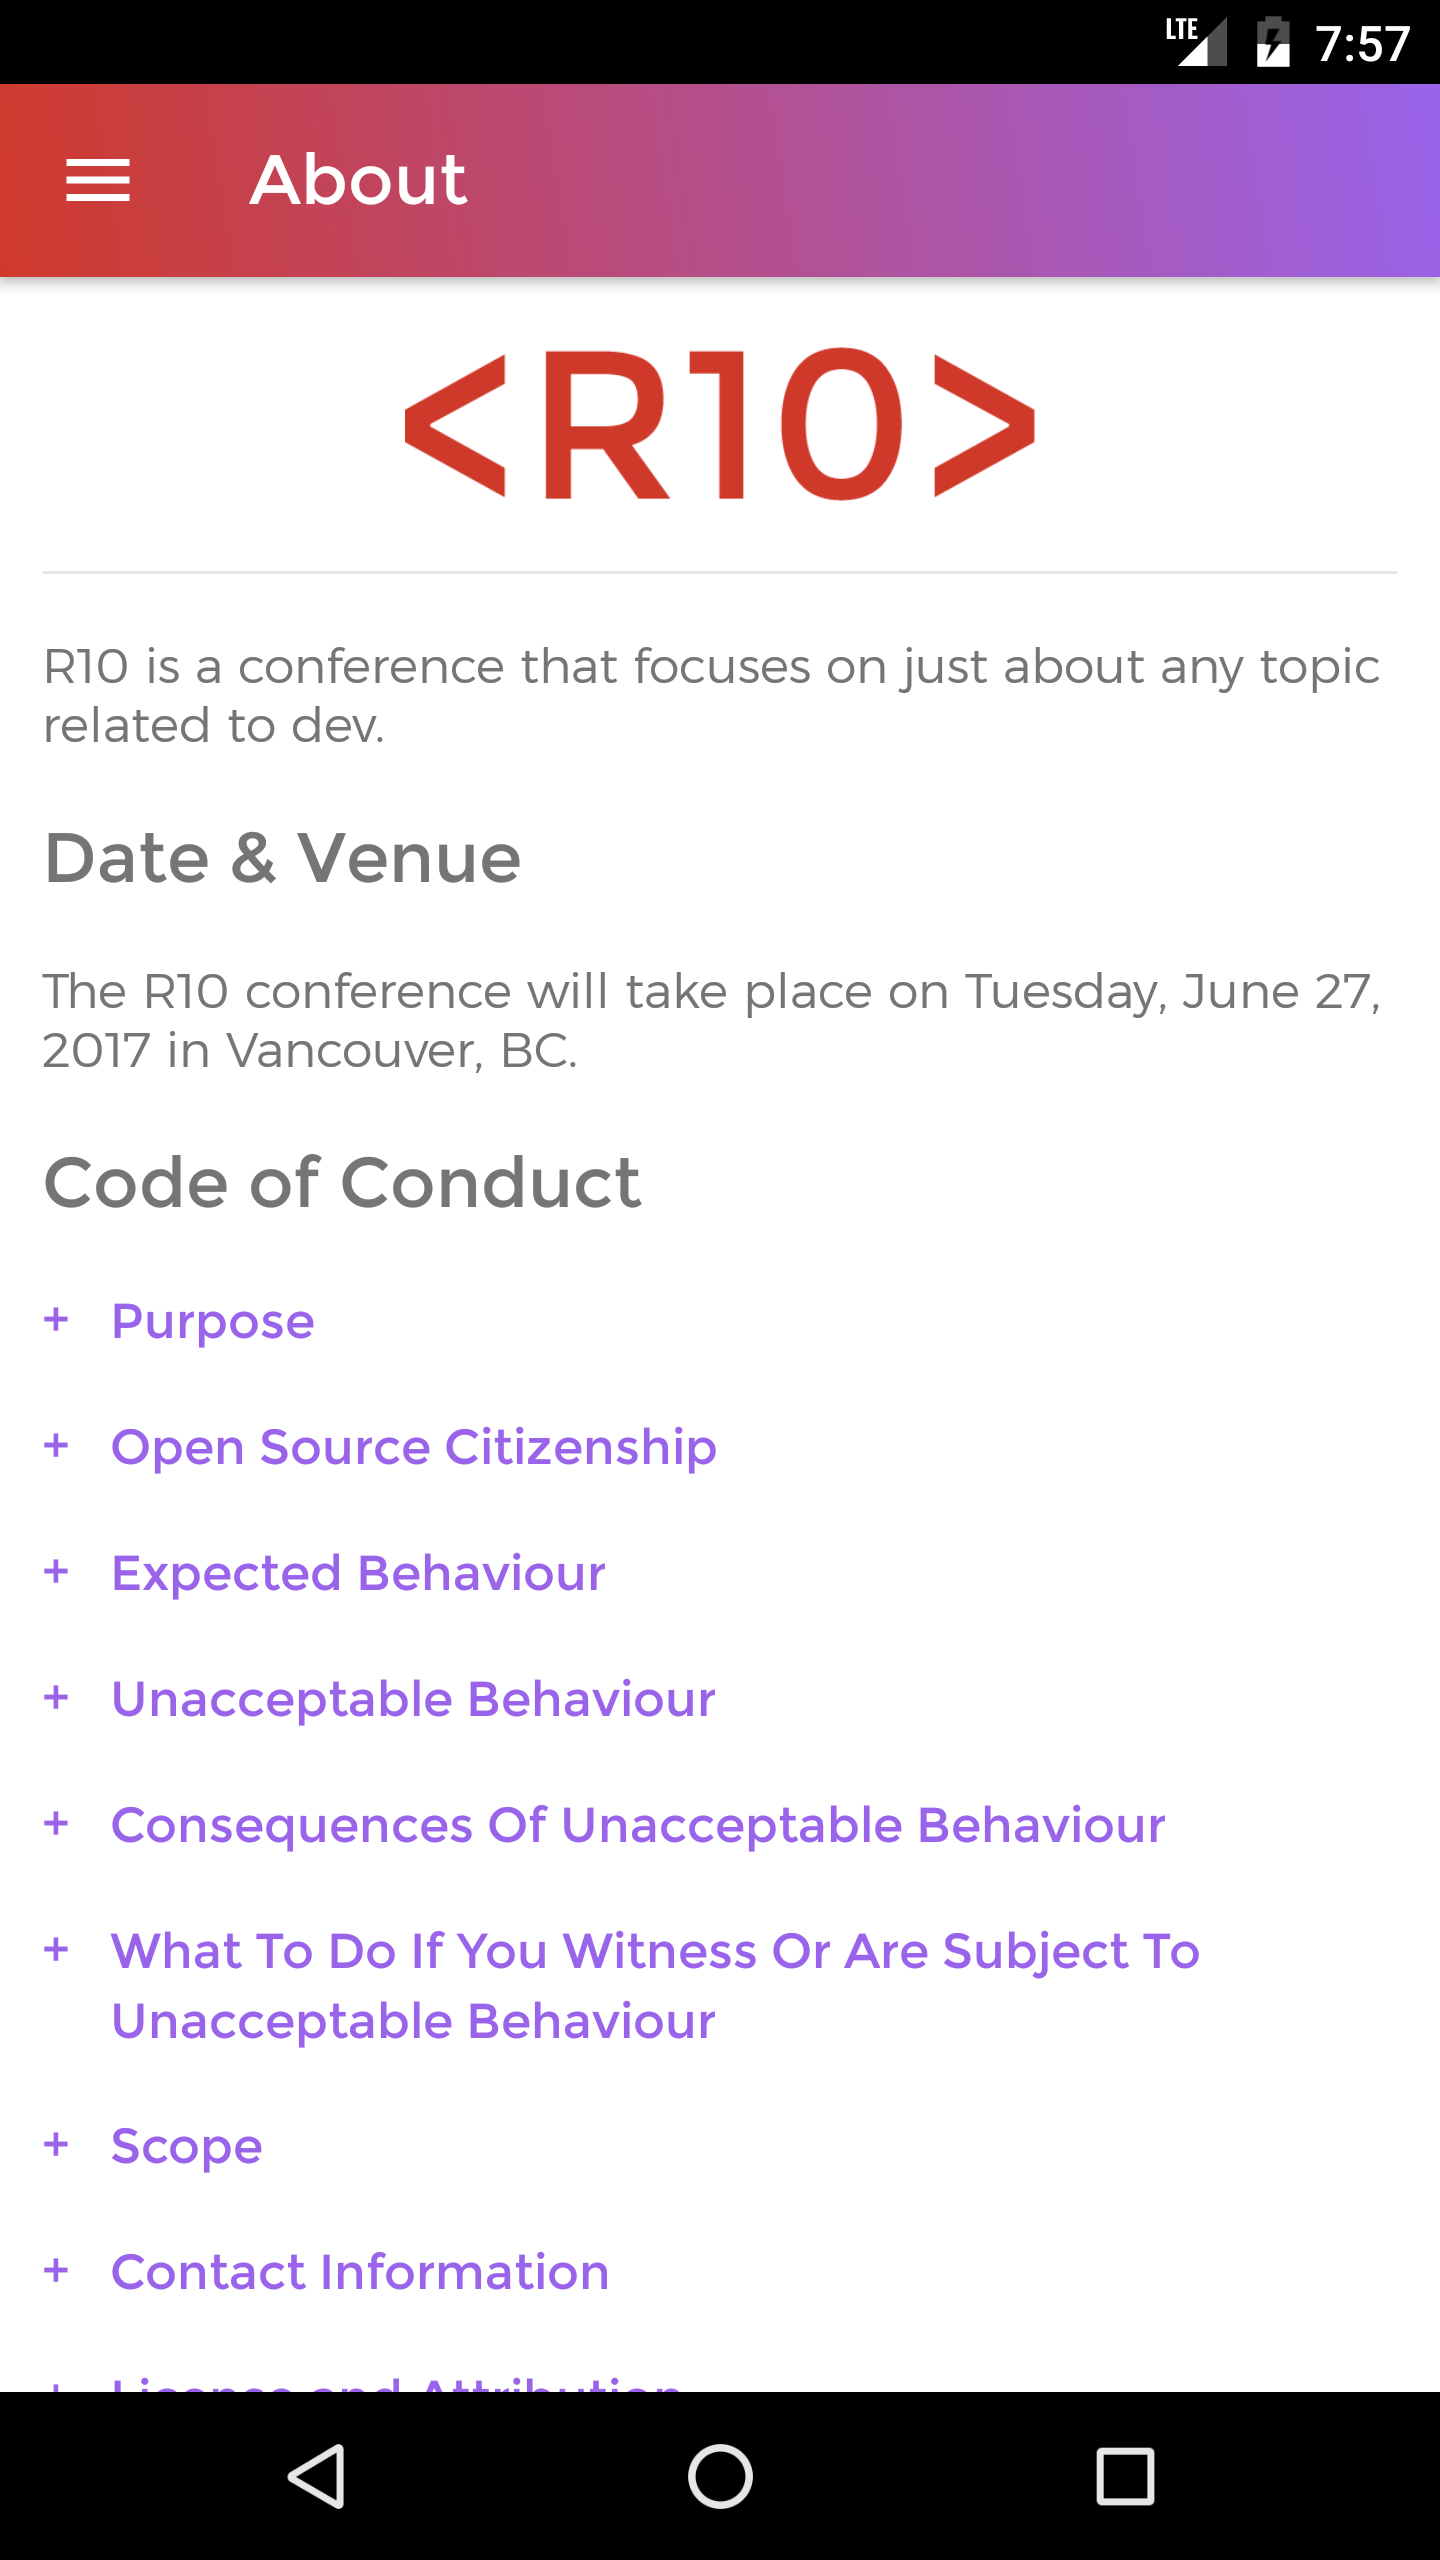 LTE 7:57
About
<R10>
R10 is a conference that focuses on just about any topic
related to dev.
Date & Venue
The R10 conference will take place on Tuesday, June 27,
2017 in Vancouver, BC.
Code of Conduct
+ Purpose
+ Open Source Citizenship
+ Expected Behaviour
+ Unacceptable Behaviour
+ Consequences Of Unacceptable Behaviour
+ What To Do If You Witness Or Are Subject To
Unacceptable Behaviour
+ Scope
+ Contact Information
+ License and Attribution